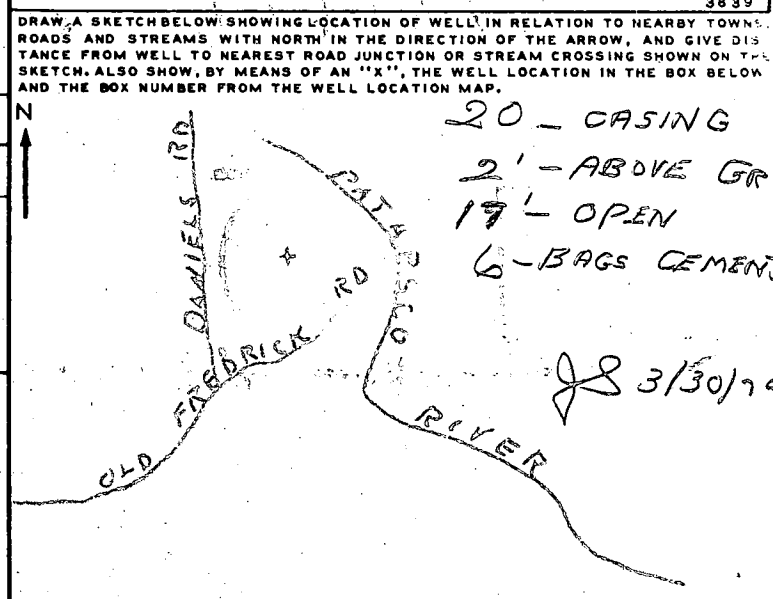 3839
DRAW A SKETCH BELOW SHOWING LOCATION OF WELL IN RELATION TO NEARBY TOWNS,
ROADS AND STREAMS WITH NORTH IN THE DIRECTION OF THE ARROW, AND GIVE DIS
TANCE FROM WELL TO NEAREST ROAD JUNCTION OR STREAM CROSSING SHOWN ON THE
SKETCH. ALSO SHOW, BY MEANS OF AN "X", THE WELL LOCATION IN THE BOX BELOW
AND THE BOX NUMBER FROM THE WELL LOCATION MAP.
N
20 - CASING
2' - ABOVE GR
17' - OPEN
6 - BAGS CEMENT
DANIELS RD
PATAPSCO
RIVER
OLD FREDRICK RD
JS 3/30/79